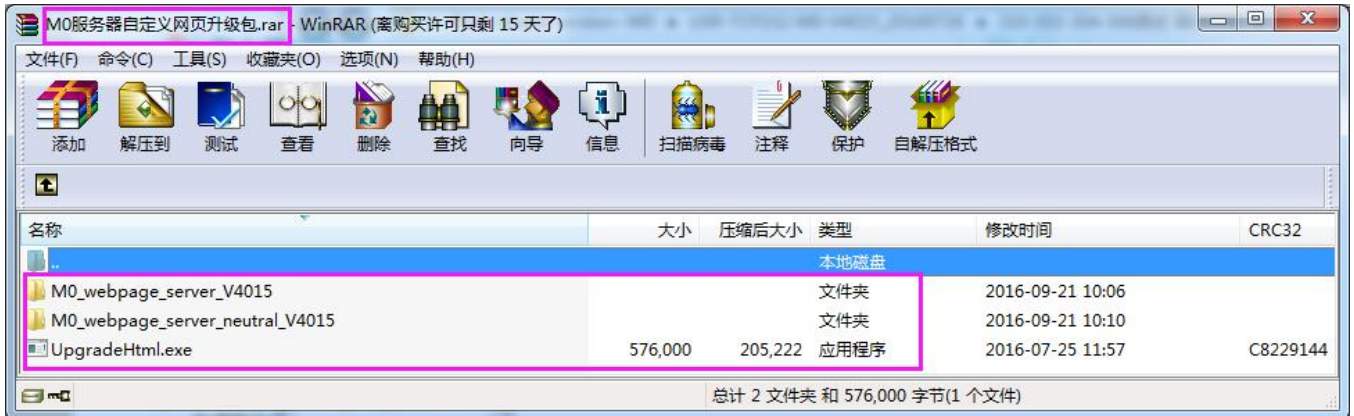 M0服务器自定义网页升级包.rar - WinRAR (离购买许可只剩 15 天了)
文件(F) 命令(C) 工具(S) 收藏夹(O) 选项(N) 帮助(H)
添加 解压到 测试 查看 删除 查找 向导 信息 扫描病毒 注释 保护 自解压格式
名称 大小 压缩后大小 类型 修改时间 CRC32
.. 本地磁盘
M0_webpage_server_V4015 文件夹 2016-09-21 10:06
M0_webpage_server_neutral_V4015 文件夹 2016-09-21 10:10
UpgradeHtml.exe 576,000 205,222 应用程序 2016-07-25 11:57 C8229144
总计 2 文件夹 和 576,000 字节(1 个文件)